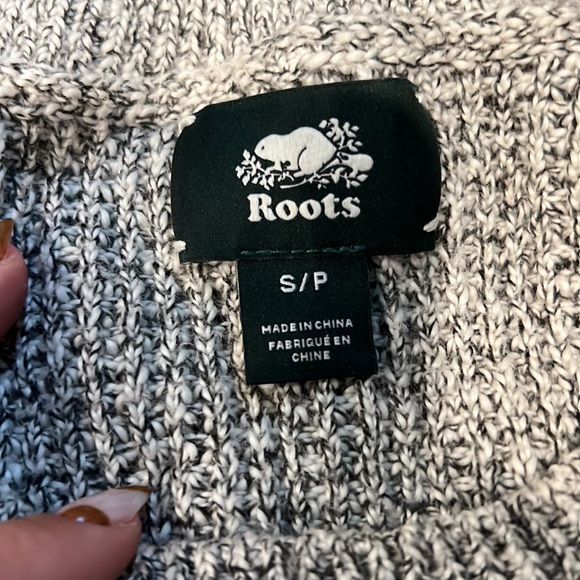 Roots
S/P
MADE IN CHINA
FABRIQUÉ EN
CHINE